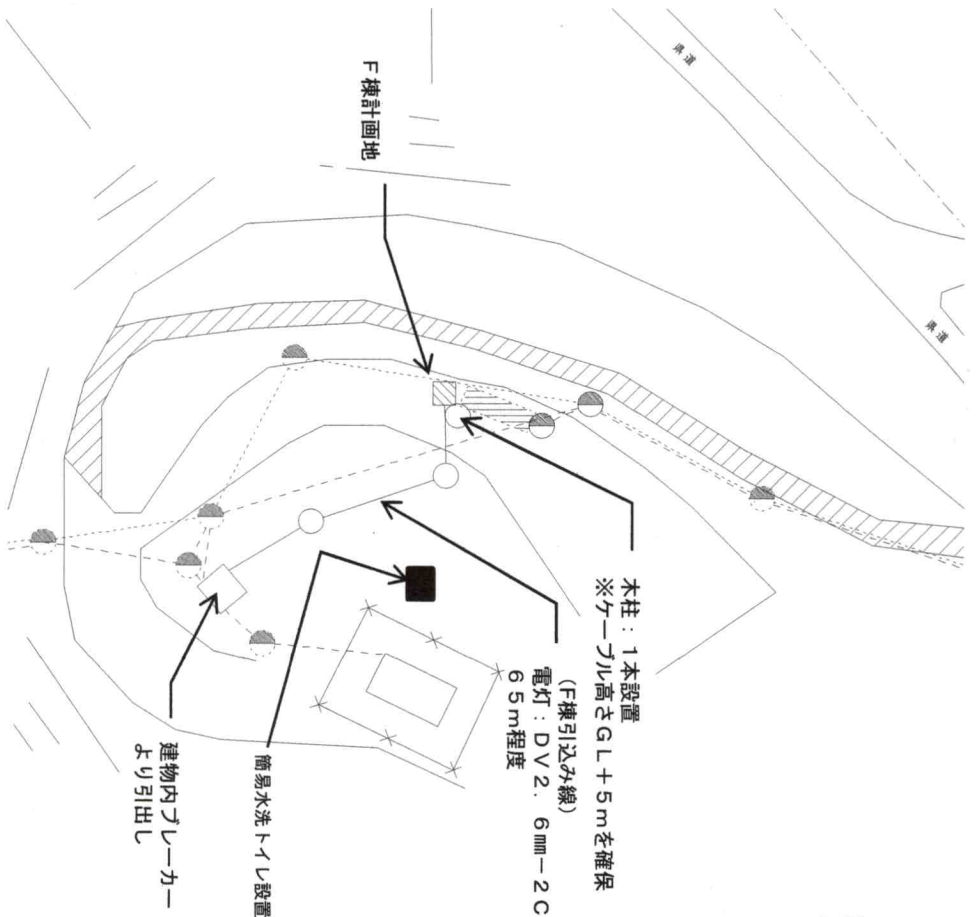 県道
県道
F棟計画地
木柱：1本設置
※ケーブル高さGL+5mを確保
(F棟引込み線)
電灯：DV2.6mm-2C
65m程度
簡易水洗トイレ設置
建物内ブレーカー
より引出し